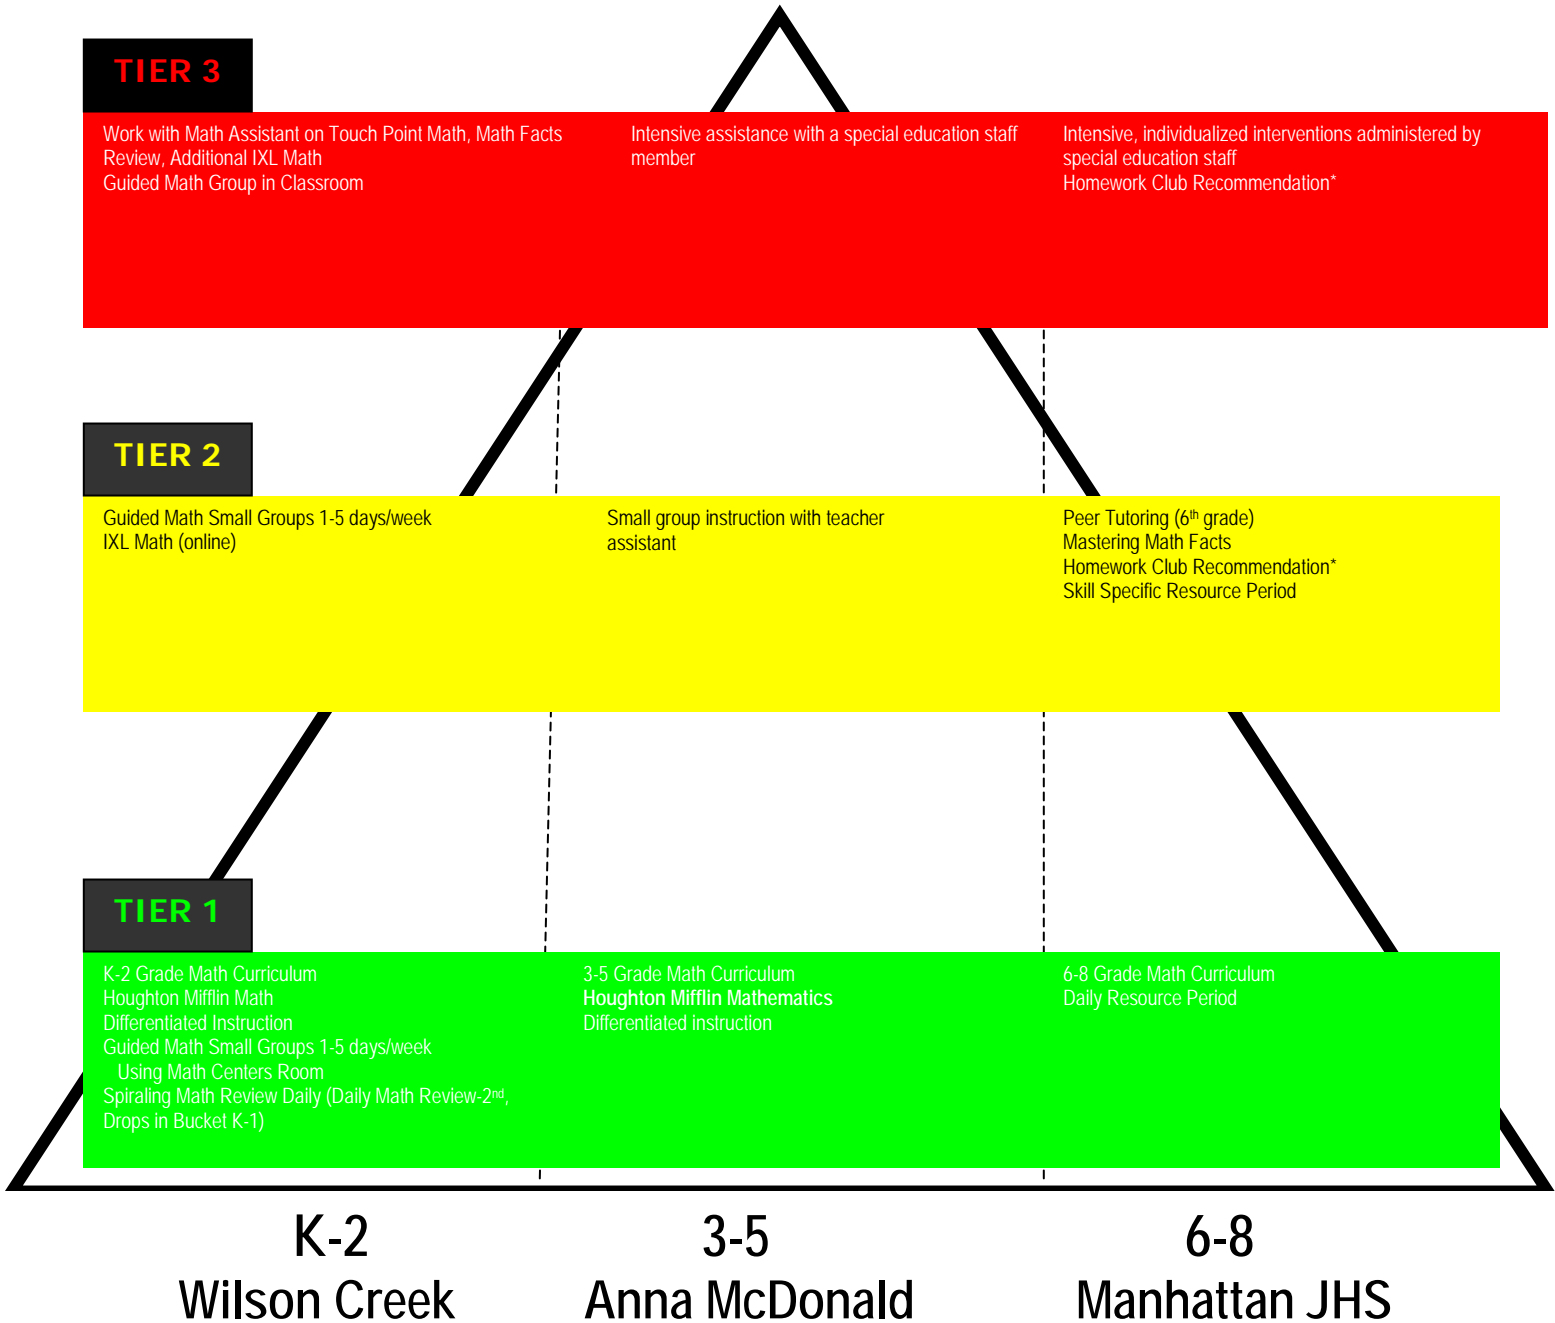 TIER 3
Work with Math Assistant on Touch Point Math, Math Facts
Review, Additional IXL Math
Guided Math Group in Classroom
Intensive assistance with a special education staff
member
Intensive, individualized interventions administered by
special education staff
Homework Club Recommendation*
TIER 2
Guided Math Small Groups 1-5 days/week
IXL Math (online)
Small group instruction with teacher
assistant
Peer Tutoring (6th grade)
Mastering Math Facts
Homework Club Recommendation*
Skill Specific Resource Period
TIER 1
K-2 Grade Math Curriculum
Houghton Mifflin Math
Differentiated Instruction
Guided Math Small Groups 1-5 days/week
Using Math Centers Room
Spiraling Math Review Daily (Daily Math Review-2nd,
Drops in Bucket K-1)
3-5 Grade Math Curriculum
Houghton Mifflin Mathematics
Differentiated instruction
6-8 Grade Math Curriculum
Daily Resource Period
K-2
Wilson Creek
3-5
Anna McDonald
6-8
Manhattan JHS